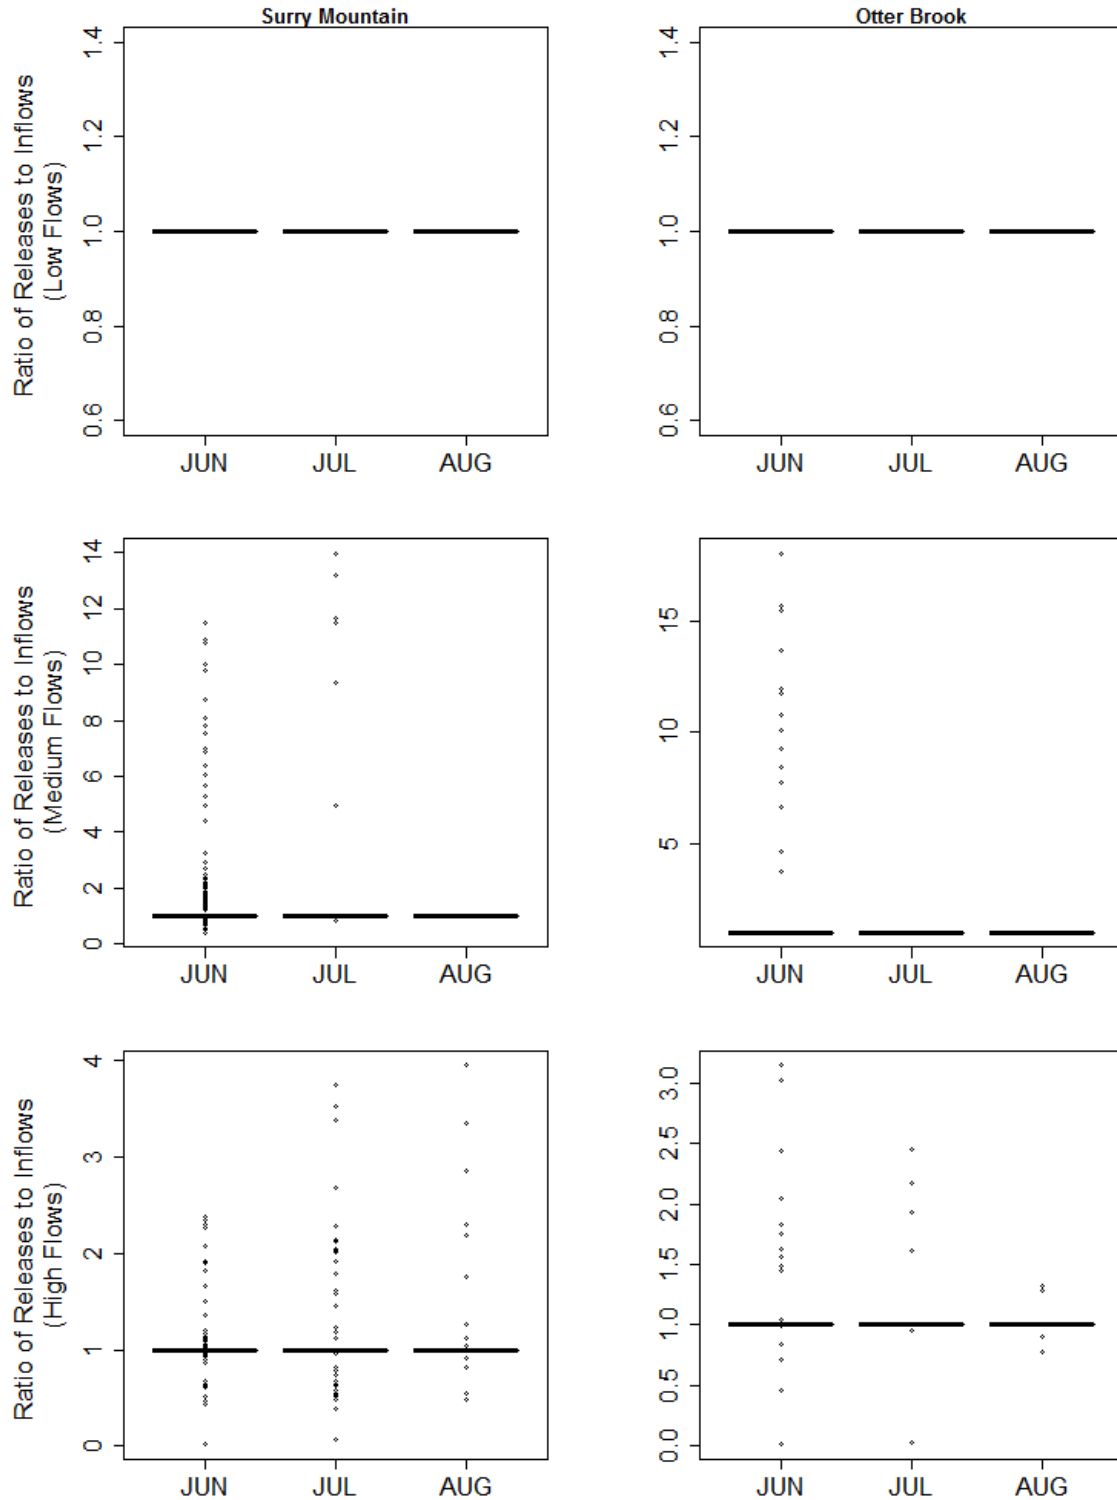 Surry Mountain
Otter Brook
Ratio of Releases to Inflows
(Low Flows)
1.4
1.2
1.0
0.8
0.6
JUN JUL AUG
1.4
1.2
1.0
0.8
0.6
JUN JUL AUG
Ratio of Releases to Inflows
(Medium Flows)
14
12
10
8
6
4
2
0
JUN JUL AUG
15
10
5
JUN JUL AUG
Ratio of Releases to Inflows
(High Flows)
4
3
2
1
0
JUN JUL AUG
3.0
2.5
2.0
1.5
1.0
0.5
0.0
JUN JUL AUG